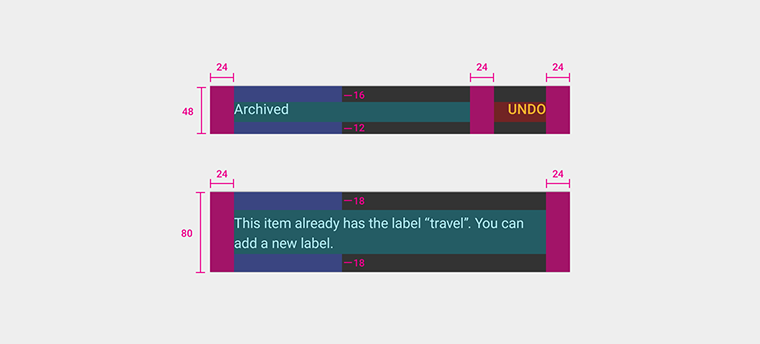 24 24 24
16
48 Archived UNDO
12
24 24
18
This item already has the label “travel”. You can
80
add a new label.
18